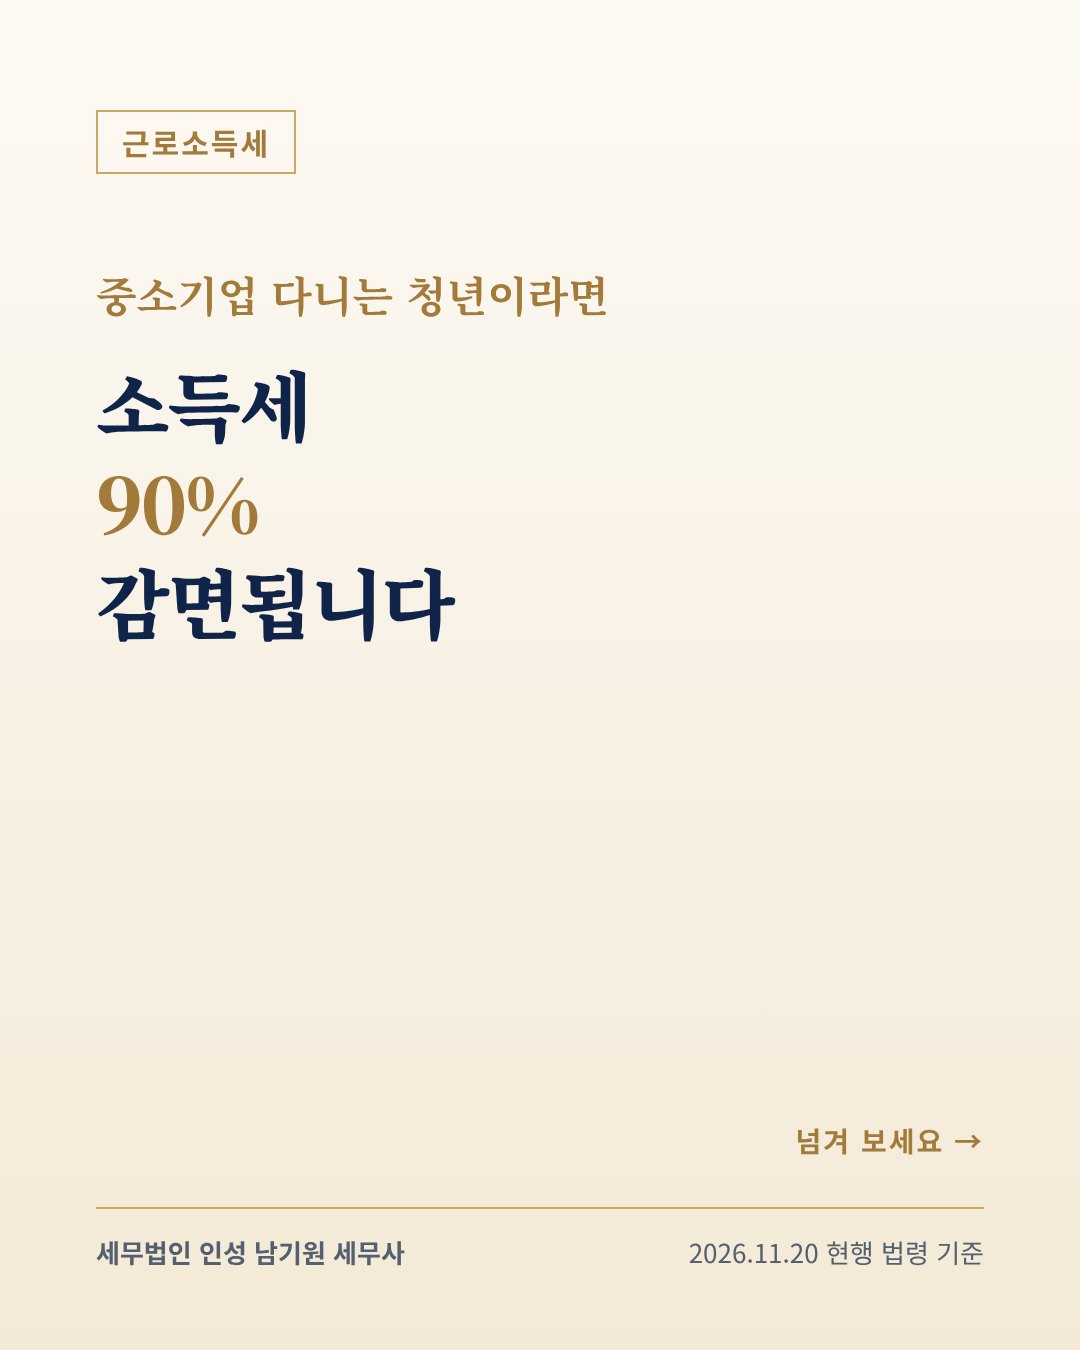 근로소득세
중소기업 다니는 청년이라면
소득세
90%
감면됩니다
넘겨 보세요 →
세무법인 인성 남기원 세무사
2026.11.20 현행 법령 기준